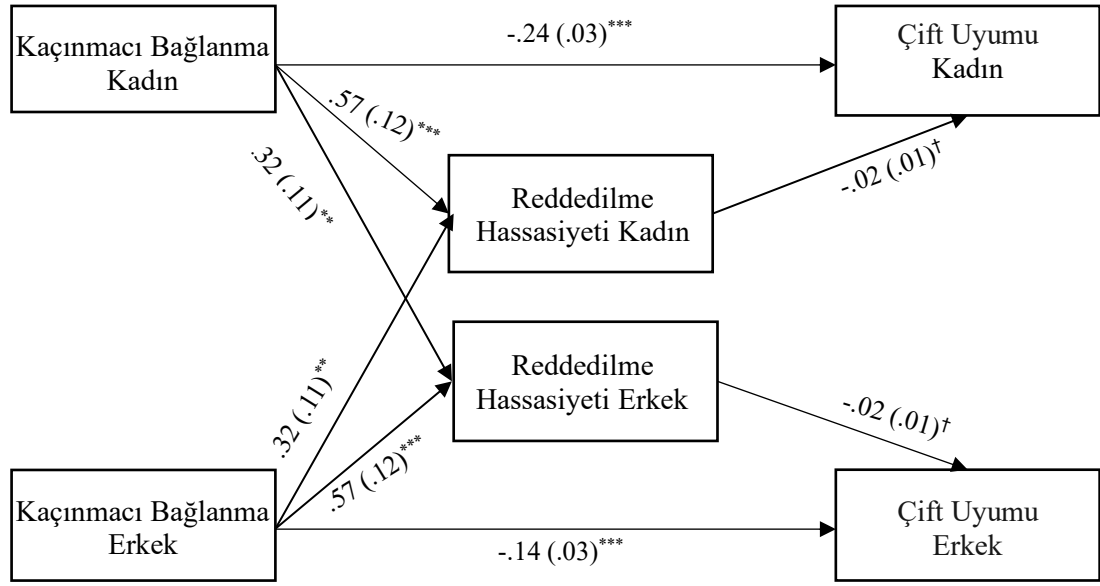 Kaçınmacı Bağlanma
Kadın
-.24 (.03)***
Çift Uyumu
Kadın
.57 (.12)***
.32 (.11)**
Reddedilme
Hassasiyeti Kadın
-.02 (.01)†
Reddedilme
Hassasiyeti Erkek
-.02 (.01)†
.32 (.11)**
.57 (.12)***
Kaçınmacı Bağlanma
Erkek
-.14 (.03)***
Çift Uyumu
Erkek